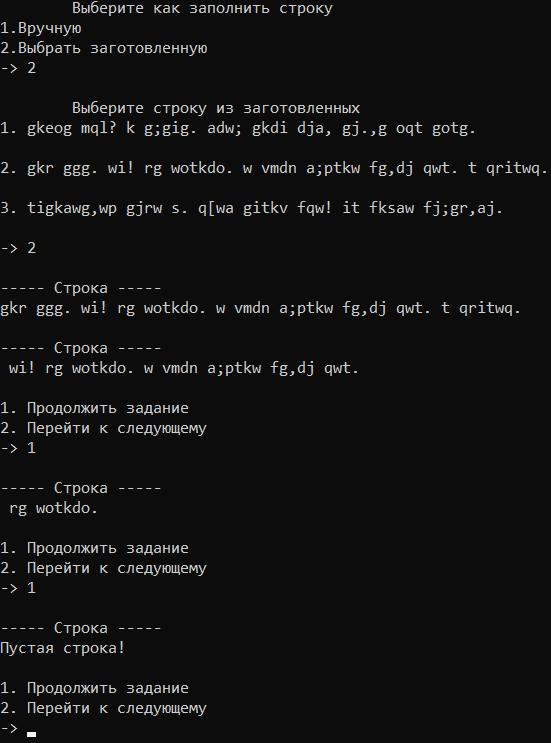 Выберите как заполнить строку
1.Вручную
2.Выбрать заготовленную
-> 2
Выберите строку из заготовленных
1. gkeog mql? k g;gig. adw; gkdi dja, gj.,g oqt gotg.
2. gkr ggg. wi! rg wotkdo. w vmdn a;ptkw fg,dj qwt. t qritwq.
3. tigkawg,wp gjrw s. q[wa gitkv fqw! it fksaw fj;gr,aj.
-> 2
----- Строка -----
gkr ggg. wi! rg wotkdo. w vmdn a;ptkw fg,dj qwt. t qritwq.
----- Строка -----
wi! rg wotkdo. w vmdn a;ptkw fg,dj qwt.
1. Продолжить задание
2. Перейти к следующему
-> 1
----- Строка -----
rg wotkdo.
1. Продолжить задание
2. Перейти к следующему
-> 1
----- Строка -----
Пустая строка!
1. Продолжить задание
2. Перейти к следующему
->